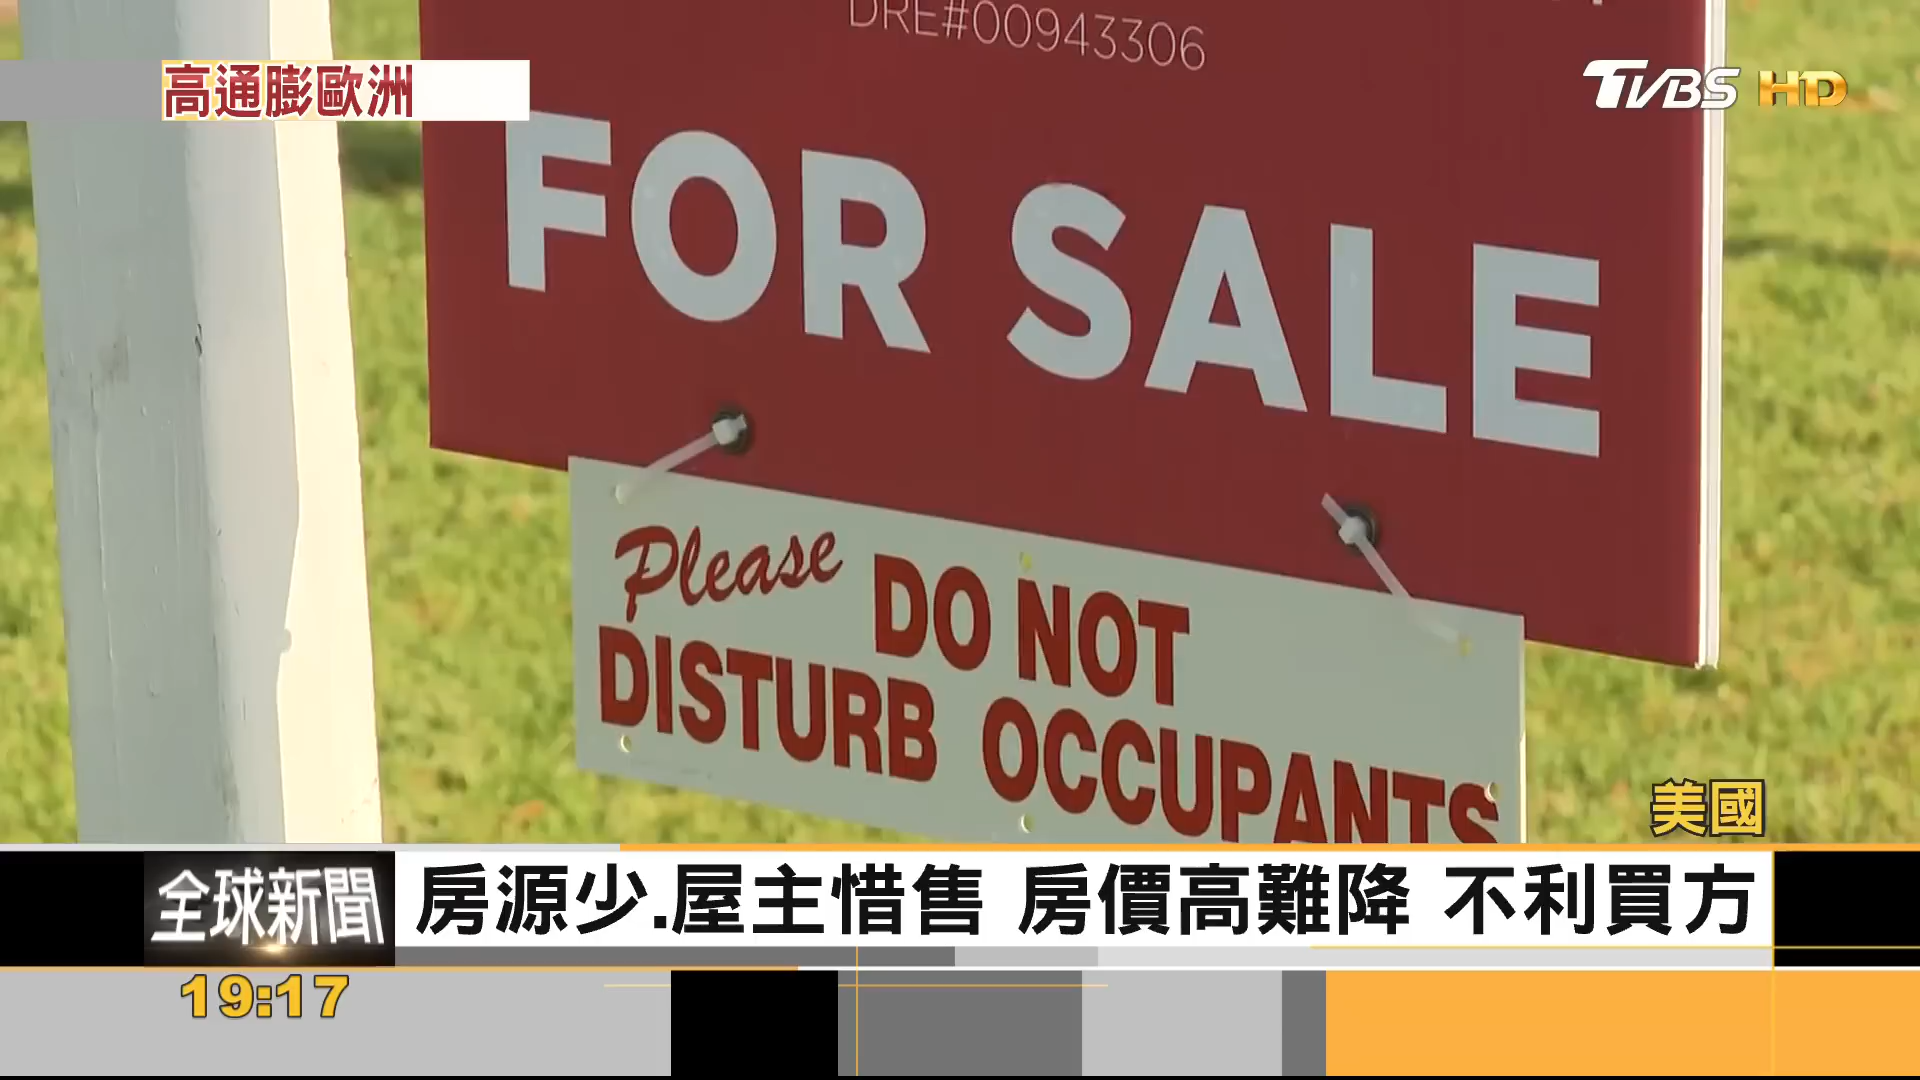 DRE#00943306
高通膨歐洲
TVBS HD
FOR SALE
Please DO NOT
DISTURB OCCUPANTS
美國
全球新聞
房源少.屋主惜售 房價高難降 不利買方
19:17